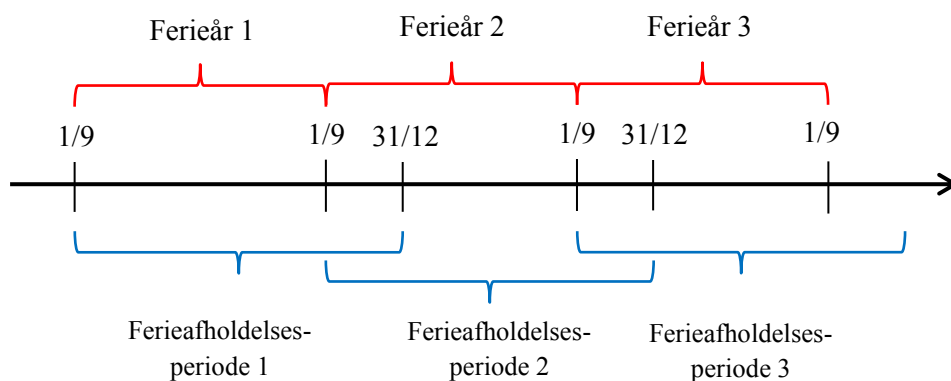 Ferieår 1
Ferieår 2
Ferieår 3
1/9
1/9
31/12
1/9
31/12
1/9
Ferieafholdelses-
periode 1
Ferieafholdelses-
periode 2
Ferieafholdelses-
periode 3